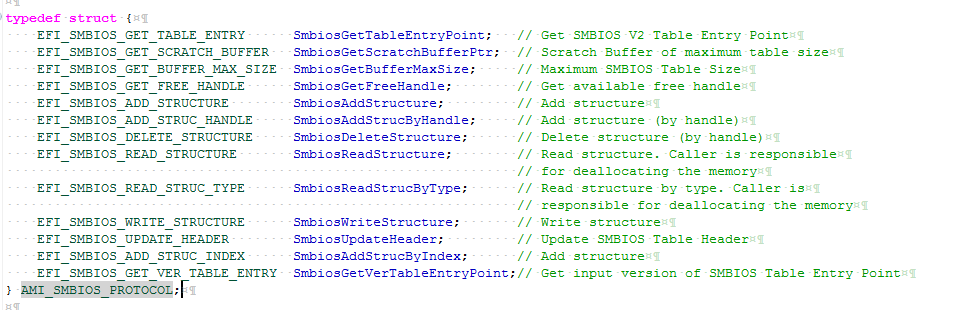 typedef struct {
EFI_SMBIOS_GET_TABLE_ENTRY SmbiosGetTableEntryPoint; // Get SMBIOS V2 Table Entry Point
EFI_SMBIOS_GET_SCRATCH_BUFFER SmbiosGetScratchBufferPtr; // Scratch Buffer of maximum table size
EFI_SMBIOS_GET_BUFFER_MAX_SIZE SmbiosGetBufferMaxSize; // Maximum SMBIOS Table Size
EFI_SMBIOS_GET_FREE_HANDLE SmbiosGetFreeHandle; // Get available free handle
EFI_SMBIOS_ADD_STRUCTURE SmbiosAddStructure; // Add structure
EFI_SMBIOS_ADD_STRUC_HANDLE SmbiosAddStrucByHandle; // Add structure (by handle)
EFI_SMBIOS_DELETE_STRUCTURE SmbiosDeleteStructure; // Delete structure (by handle)
EFI_SMBIOS_READ_STRUCTURE SmbiosReadStructure; // Read structure. Caller is responsible
// for deallocating the memory
EFI_SMBIOS_READ_STRUC_TYPE SmbiosReadStrucByType; // Read structure by type. Caller is
// responsible for deallocating the memory
EFI_SMBIOS_WRITE_STRUCTURE SmbiosWriteStructure; // Write structure
EFI_SMBIOS_UPDATE_HEADER SmbiosUpdateHeader; // Update SMBIOS Table Header
EFI_SMBIOS_ADD_STRUC_INDEX SmbiosAddStrucByIndex; // Add structure
EFI_SMBIOS_GET_VER_TABLE_ENTRY SmbiosGetVerTableEntryPoint;// Get input version of SMBIOS Table Entry Point
} AMI_SMBIOS_PROTOCOL;